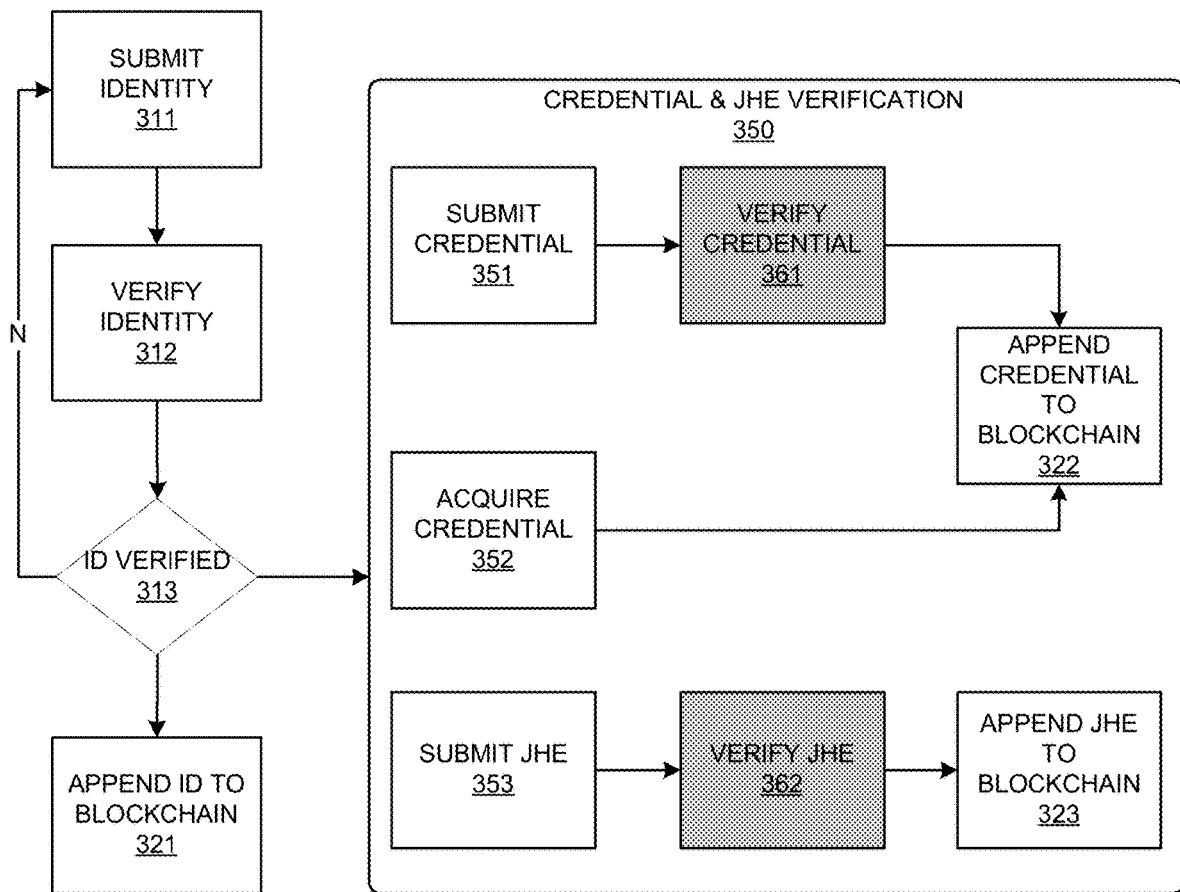 SUBMIT
IDENTITY
311
VERIFY
IDENTITY
312
N
ID VERIFIED
313
APPEND ID TO
BLOCKCHAIN
321
CREDENTIAL & JHE VERIFICATION
350
SUBMIT
CREDENTIAL
351
VERIFY
CREDENTIAL
361
APPEND
CREDENTIAL
TO
BLOCKCHAIN
322
ACQUIRE
CREDENTIAL
352
SUBMIT JHE
353
VERIFY JHE
362
APPEND JHE
TO
BLOCKCHAIN
323